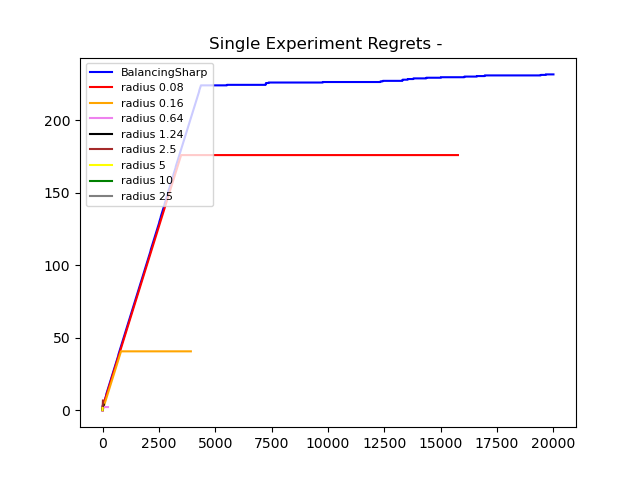 Single Experiment Regrets -
BalancingSharp
radius 0.08
radius 0.16
radius 0.64
radius 1.24
radius 2.5
radius 5
radius 10
radius 25
200
150
100
50
0
0 2500 5000 7500 10000 12500 15000 17500 20000